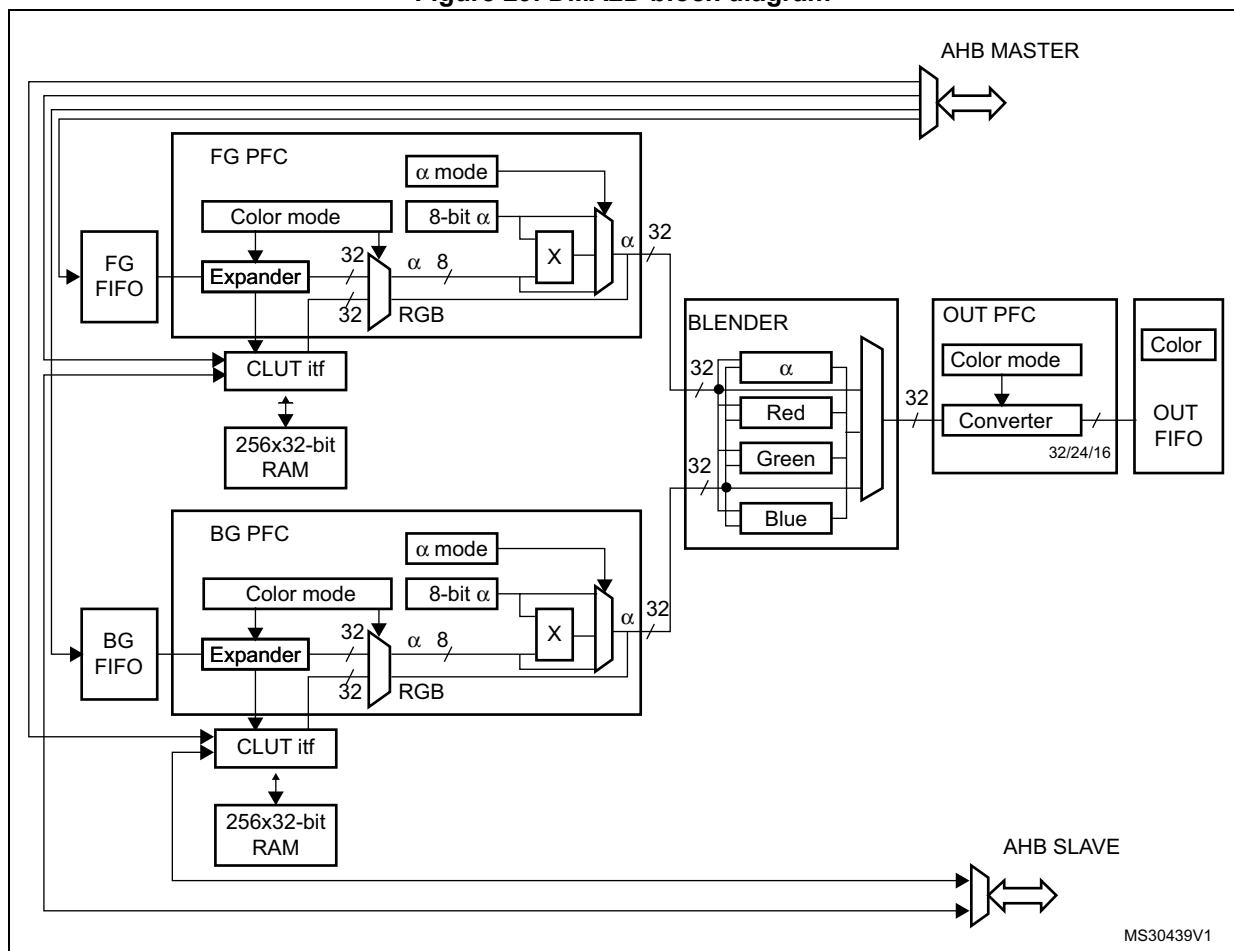 AHB MASTER
FG PFC
α mode
Color mode
8-bit α
32
FG
FIFO
Expander
32
α 8
X
α
32
RGB
CLUT itf
256x32-bit
RAM
BLENDER
32
α
Red
Green
32
Blue
32
OUT PFC
Color mode
Converter
32/24/16
Color
OUT
FIFO
BG PFC
α mode
Color mode
8-bit α
32
BG
FIFO
Expander
32
α 8
X
α
32
RGB
CLUT itf
256x32-bit
RAM
AHB SLAVE
MS30439V1